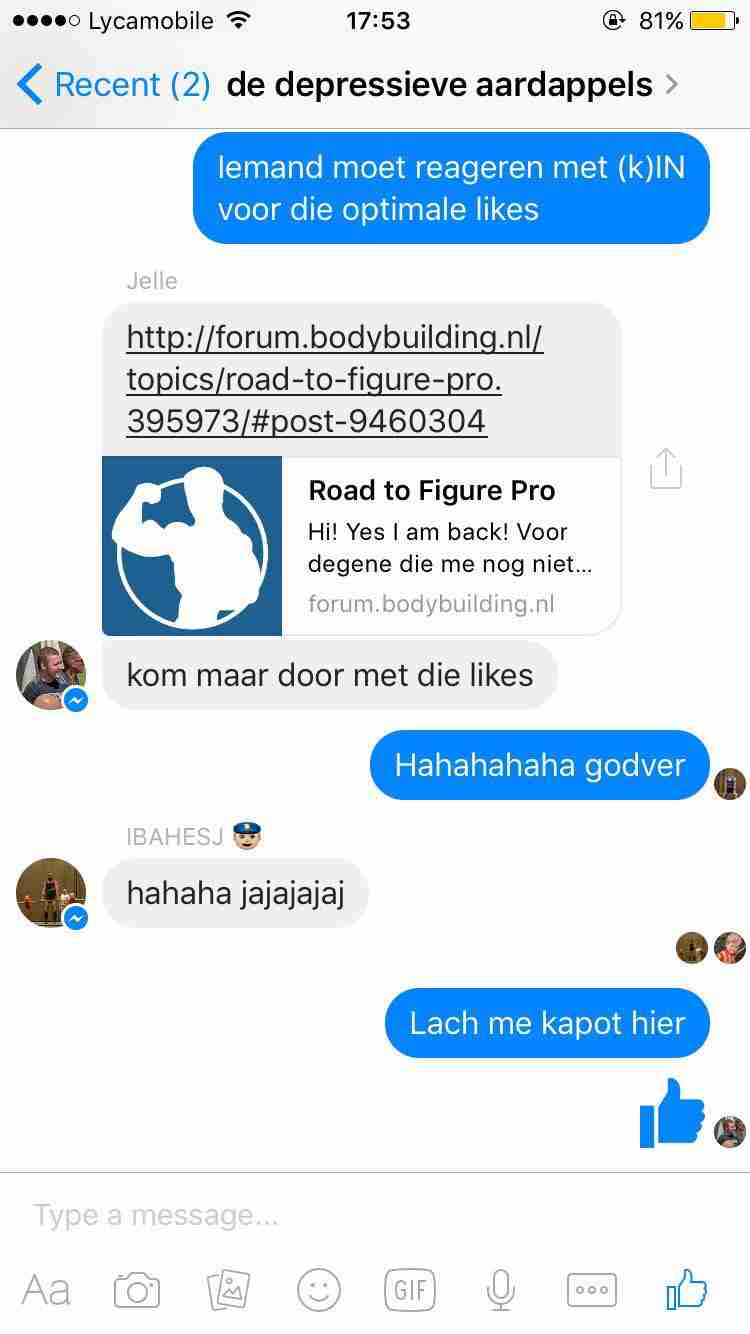 Lycamobile 17:53 81%
Recent (2) de depressieve aardappels
Iemand moet reageren met (k)IN
voor die optimale likes
Jelle
http://forum.bodybuilding.nl/
topics/road-to-figure-pro.
395973/#post-9460304
Road to Figure Pro
Hi! Yes I am back! Voor
degene die me nog niet...
forum.bodybuilding.nl
kom maar door met die likes
Hahahahaha godver
IBAHESJ 👮
hahaha jajajajaj
Lach me kapot hier
Type a message...
Aa GIF